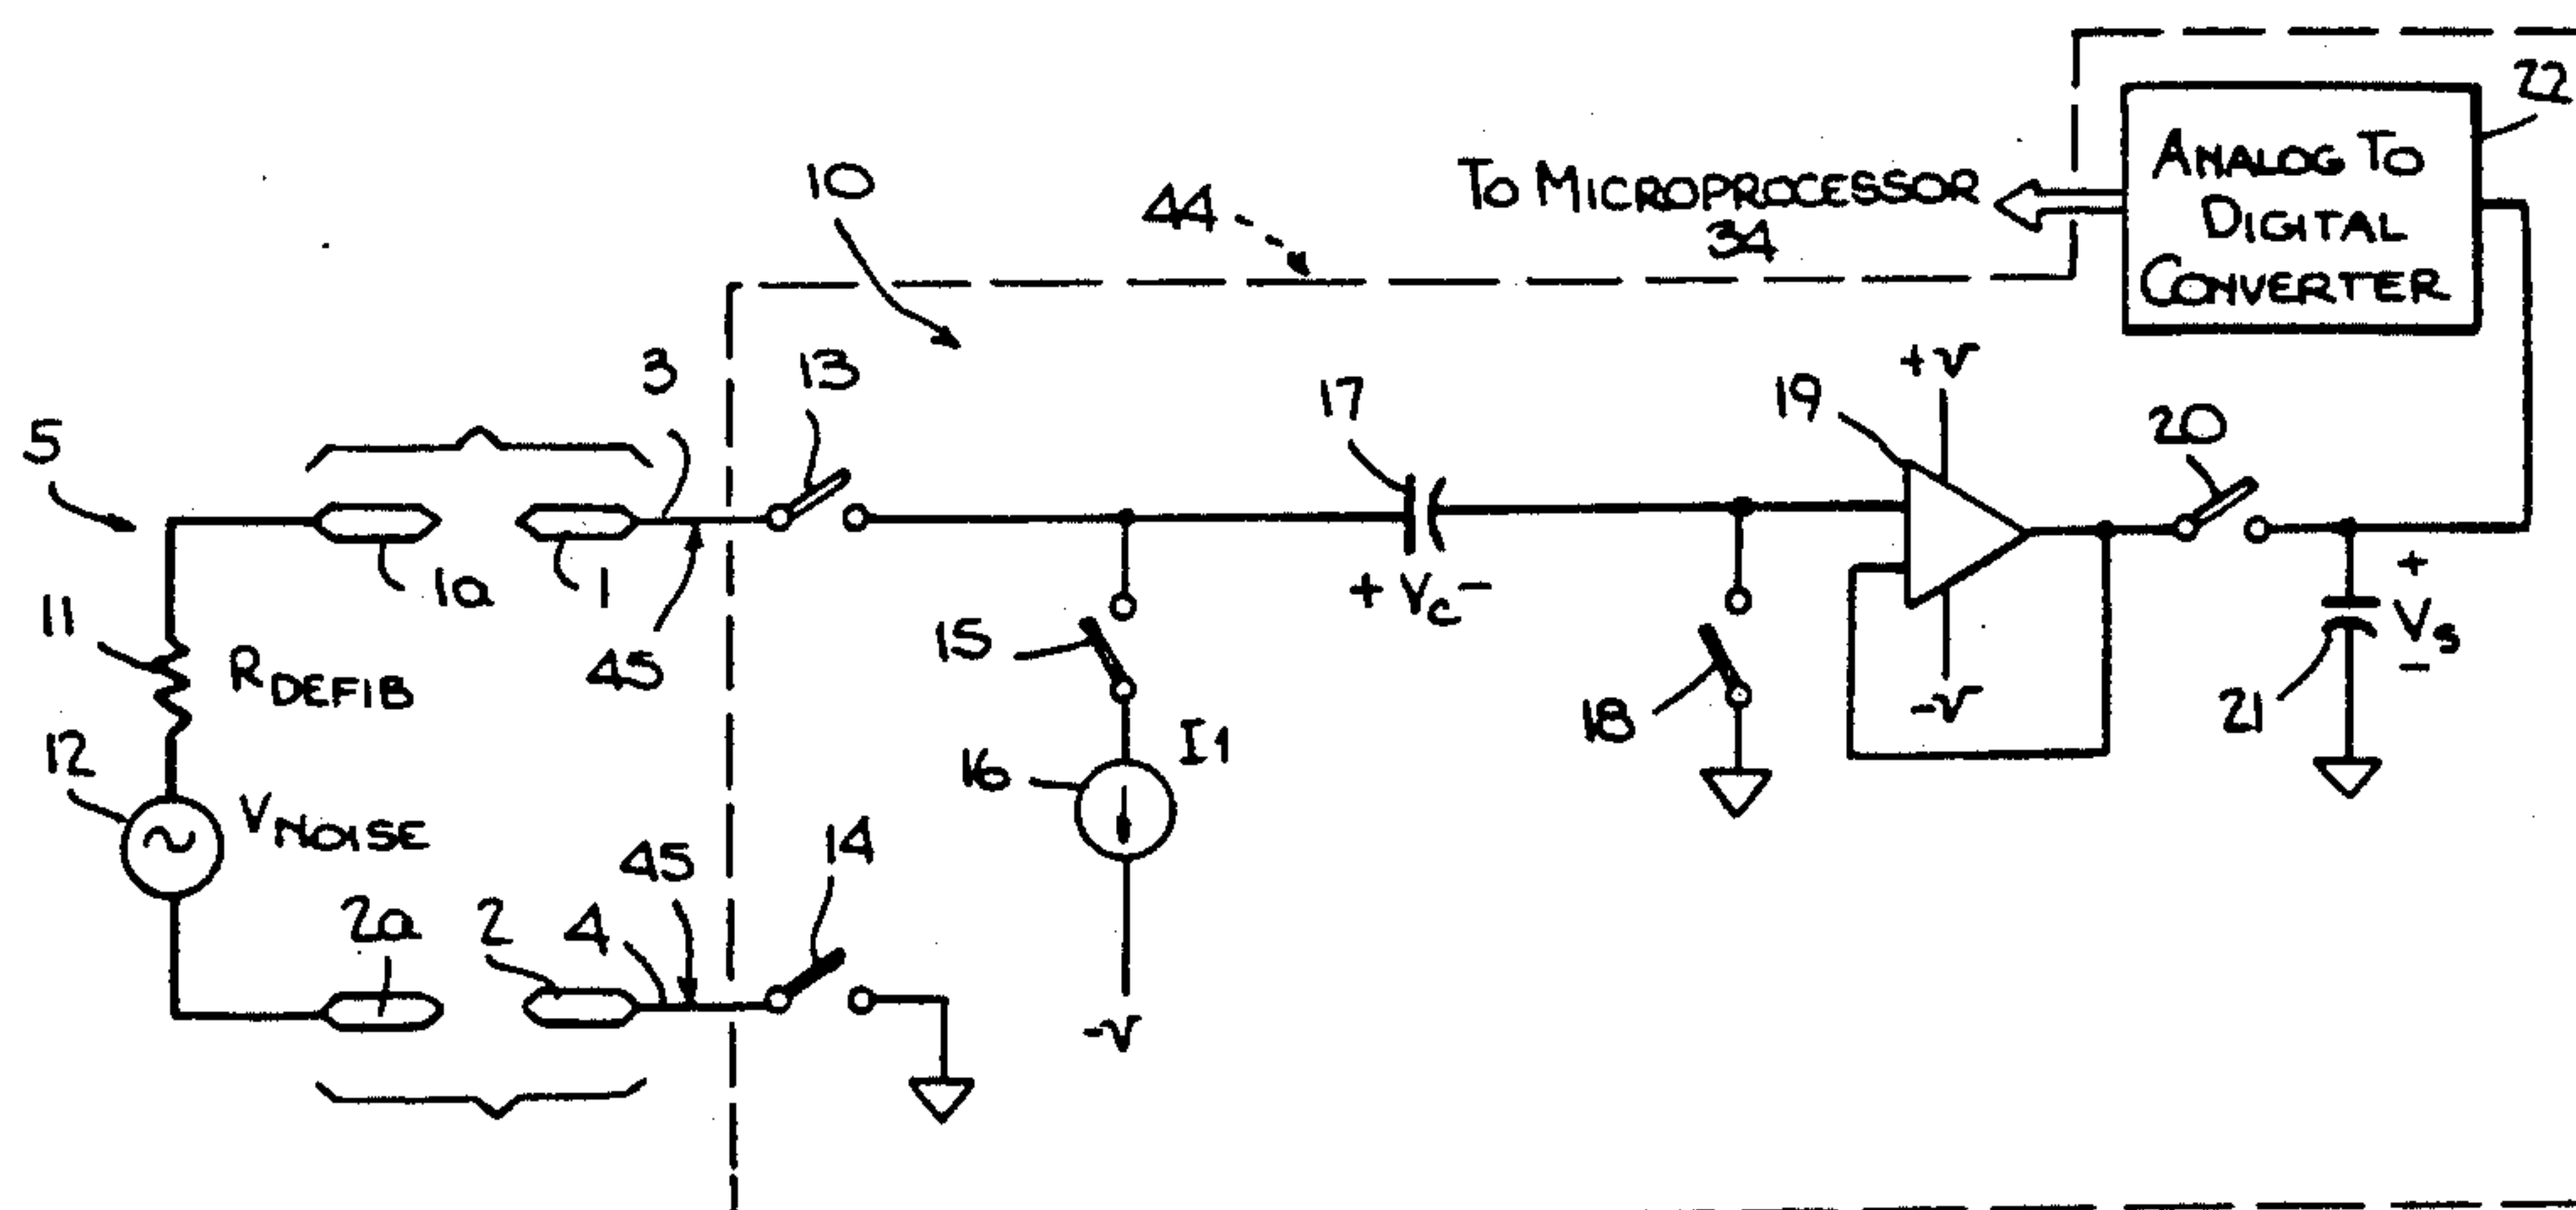 22
ANALOG TO
DIGITAL
CONVERTER
TO MICROPROCESSOR
34
44
10
3
13
17
19
+V
20
5
1a
1
45
+ Vc -
15
18
-V
+
Vs
-
21
11
RDEFIB
12
VNOISE
16
I1
-V
45
14
2a
2
4